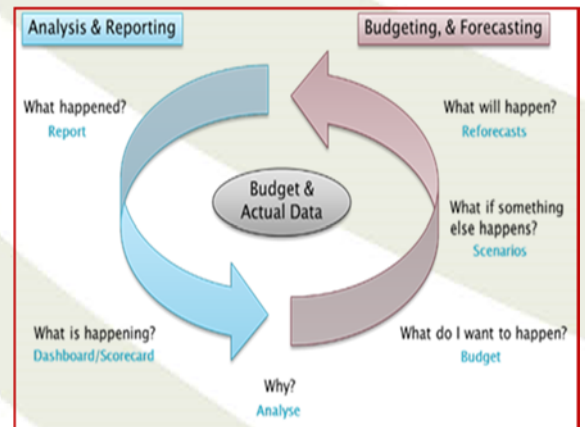 Analysis & Reporting
Budgeting, & Forecasting
What happened?
Report
What will happen?
Reforecasts
Budget &
Actual Data
What if something
else happens?
Scenarios
What is happening?
Dashboard/Scorecard
What do I want to happen?
Budget
Why?
Analyse